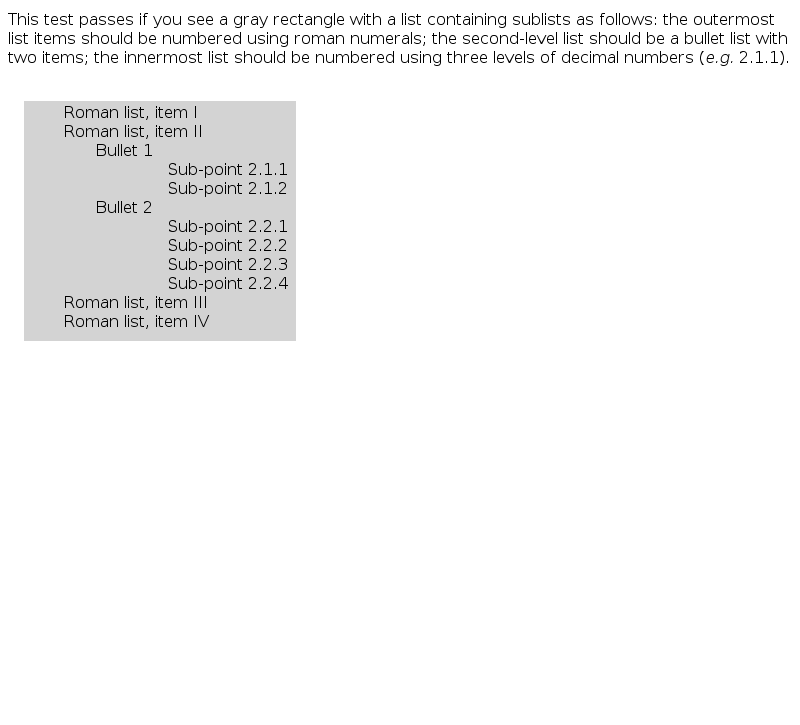 This test passes if you see a gray rectangle with a list containing sublists as follows: the outermost
list items should be numbered using roman numerals; the second-level list should be a bullet list with
two items; the innermost list should be numbered using three levels of decimal numbers (e.g. 2.1.1).
Roman list, item I
Roman list, item II
Bullet 1
Sub-point 2.1.1
Sub-point 2.1.2
Bullet 2
Sub-point 2.2.1
Sub-point 2.2.2
Sub-point 2.2.3
Sub-point 2.2.4
Roman list, item III
Roman list, item IV